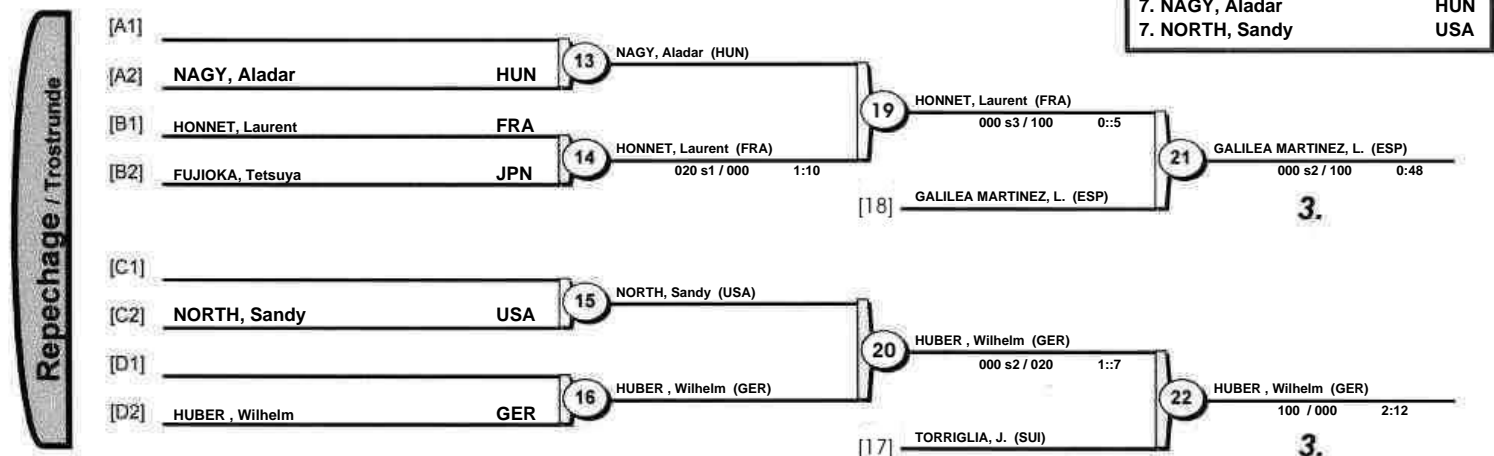 7. NAGY, Aladar HUN
7. NORTH, Sandy USA
Repechage / Trostrunde
[A1]
[A2] NAGY, Aladar HUN
13
NAGY, Aladar (HUN)
[B1] HONNET, Laurent FRA
[B2] FUJIOKA, Tetsuya JPN
14
HONNET, Laurent (FRA)
020 s1 / 000 1:10
19
HONNET, Laurent (FRA)
000 s3 / 100 0::5
[18] GALILEA MARTINEZ, L. (ESP)
21
GALILEA MARTINEZ, L. (ESP)
000 s2 / 100 0:48
3.
[C1]
[C2] NORTH, Sandy USA
15
NORTH, Sandy (USA)
[D1]
[D2] HUBER , Wilhelm GER
16
HUBER , Wilhelm (GER)
20
HUBER , Wilhelm (GER)
000 s2 / 020 1::7
[17] TORRIGLIA, J. (SUI)
22
HUBER , Wilhelm (GER)
100 / 000 2:12
3.